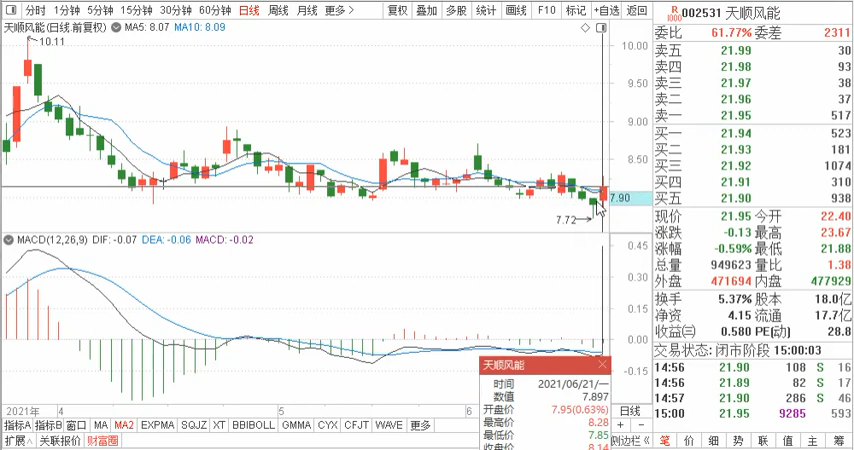 分时 1分钟 5分钟 15分钟 30分钟 60分钟 日线 周线 月线 更多 > 复权 叠加 多股 统计 画线 F10 标记 +自选 返回
天顺风能(日线.前复权) MA5: 8.07 MA10: 8.09
10.11
10.00
9.50
9.00
8.50
7.90
7.72
MACD(12,26,9) DIF: -0.07 DEA: -0.06 MACD: -0.02
0.45
0.30
0.15
0.00
-0.15
2021年 4 5 6 日线
天顺风能
时间 2021/06/21/一
数值 7.897
开盘价 7.95(0.63%)
最高价 8.28
最低价 7.85
收盘价 8.14
指标A 指标B 窗口 MA MA2 EXPMA SQJZ XT BBIBOLL GMMA CYX CFJT WAVE 更多 + −
扩展∧ 关联报价 财富圈 侧边栏《
R 1000 002531 天顺风能
委比 61.77% 委差 2311
卖五 21.99 30
卖四 21.98 93
卖三 21.97 38
卖二 21.96 37
卖一 21.95 517
买一 21.94 523
买二 21.93 181
买三 21.92 1074
买四 21.91 310
买五 21.90 938
现价 21.95 今开 22.40
涨跌 -0.13 最高 23.67
涨幅 -0.59% 最低 21.88
总量 949623 量比 1.38
外盘 471694 内盘 477929
换手 5.37% 股本 18.0亿
净资 4.15 流通 17.7亿
收益㈢ 0.580 PE(动) 28.8
交易状态: 闭市阶段 15:00:03
14:56 21.90 108 S 16
14:56 21.89 82 S 17
14:57 21.90 286 S 46
15:00 21.95 9285 593
笔 价 细 势 联 值 主 筹